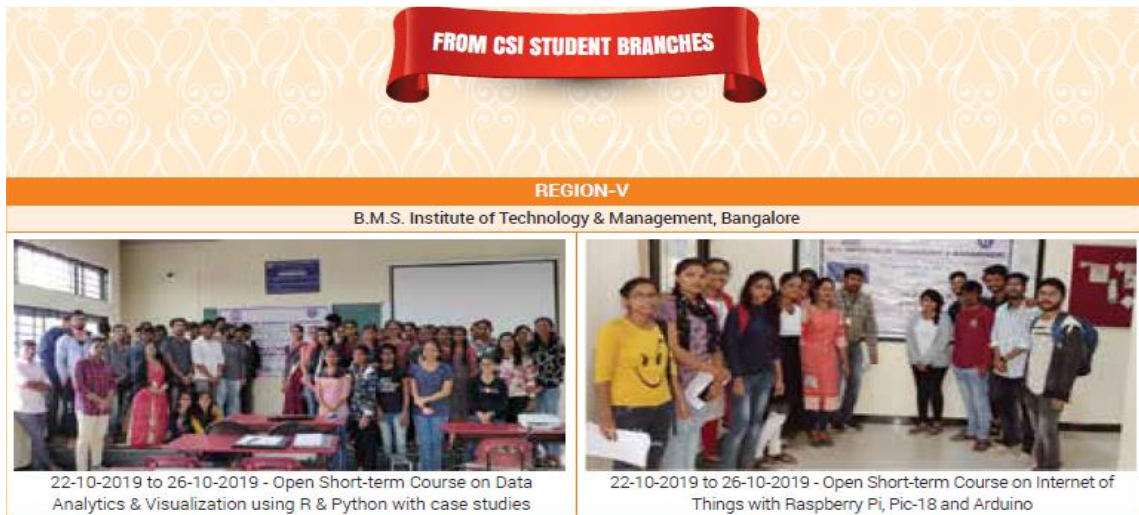 FROM CSI STUDENT BRANCHES
REGION-V
B.M.S. Institute of Technology & Management, Bangalore
22-10-2019 to 26-10-2019 - Open Short-term Course on Data
Analytics & Visualization using R & Python with case studies
22-10-2019 to 26-10-2019 - Open Short-term Course on Internet of
Things with Raspberry Pi, Pic-18 and Arduino